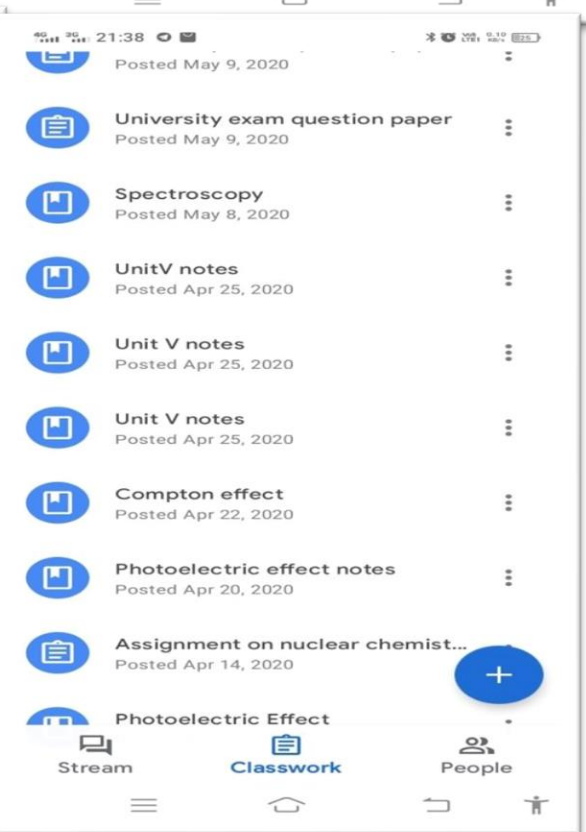 4G 3G 21:38
Posted May 9, 2020
University exam question paper
Posted May 9, 2020
Spectroscopy
Posted May 8, 2020
UnitV notes
Posted Apr 25, 2020
Unit V notes
Posted Apr 25, 2020
Unit V notes
Posted Apr 25, 2020
Compton effect
Posted Apr 22, 2020
Photoelectric effect notes
Posted Apr 20, 2020
Assignment on nuclear chemist...
Posted Apr 14, 2020
Photoelectric Effect
Stream
Classwork
People